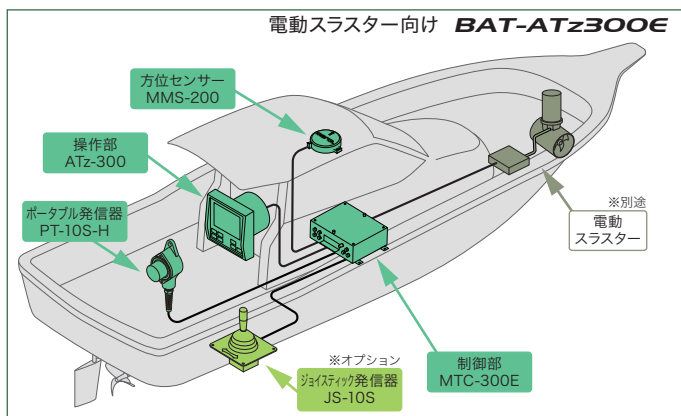 電動スラスター向け BAT-ATz300E
方位センサー
MMS-200
操作部
ATz-300
ポータブル発信器
PT-10S-H
※別途
電動
スラスター
※オプション
ジョイスティック発信器
JS-10S
制御部
MTC-300E